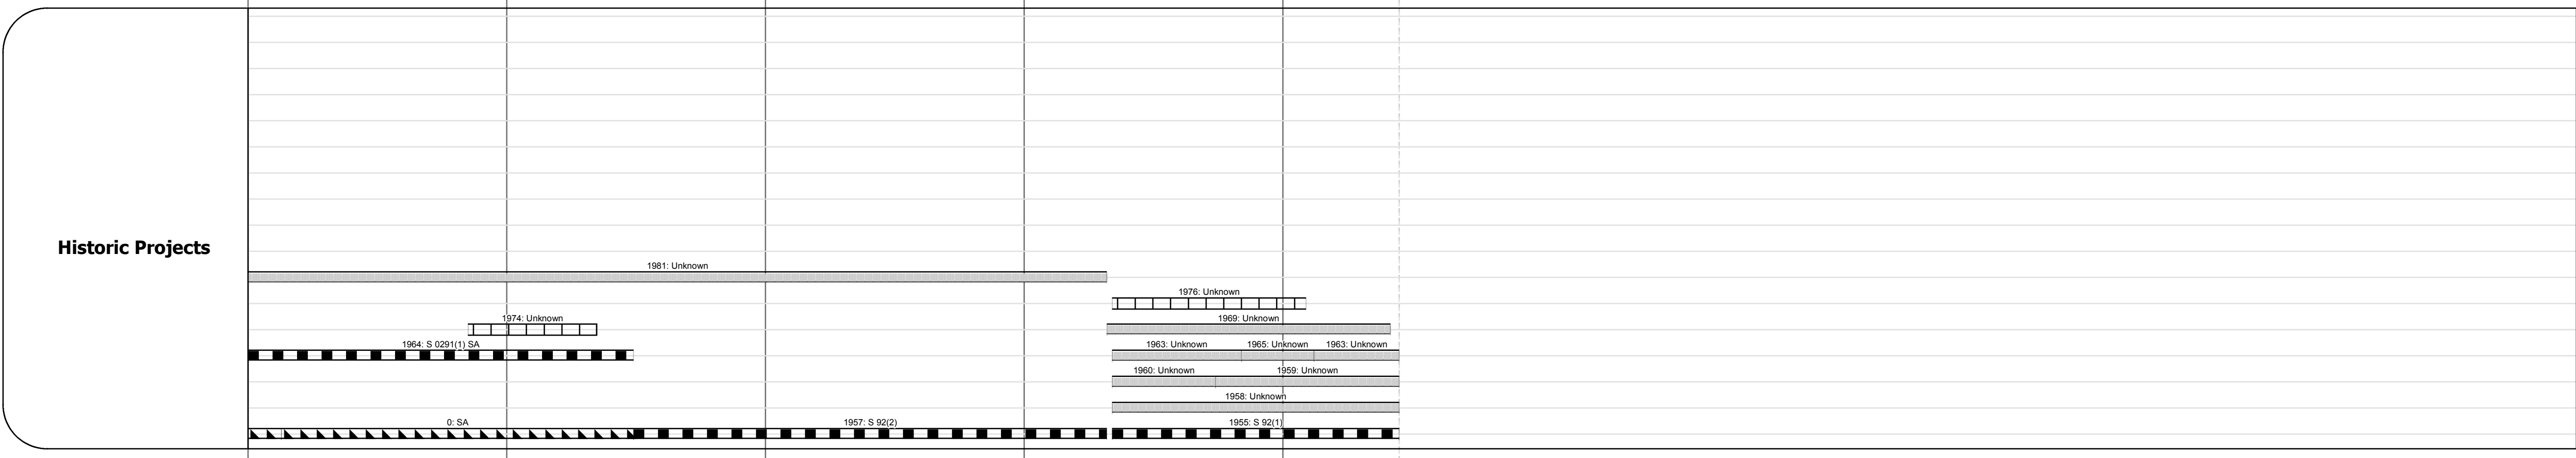 Historic Projects
1981: Unknown
1976: Unknown
1974: Unknown
1969: Unknown
1964: S 0291(1) SA
1963: Unknown
1965: Unknown
1963: Unknown
1960: Unknown
1959: Unknown
1958: Unknown
0: SA
1957: S 92(2)
1955: S 92(1)